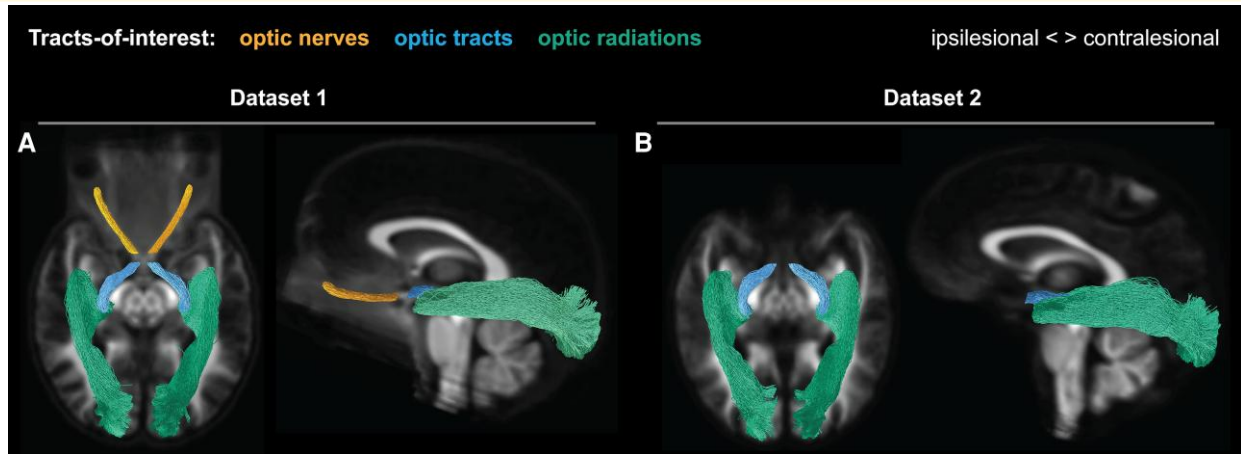 Tracts-of-interest: optic nerves optic tracts optic radiations ipsilesional < > contralesional
Dataset 1 Dataset 2
A B